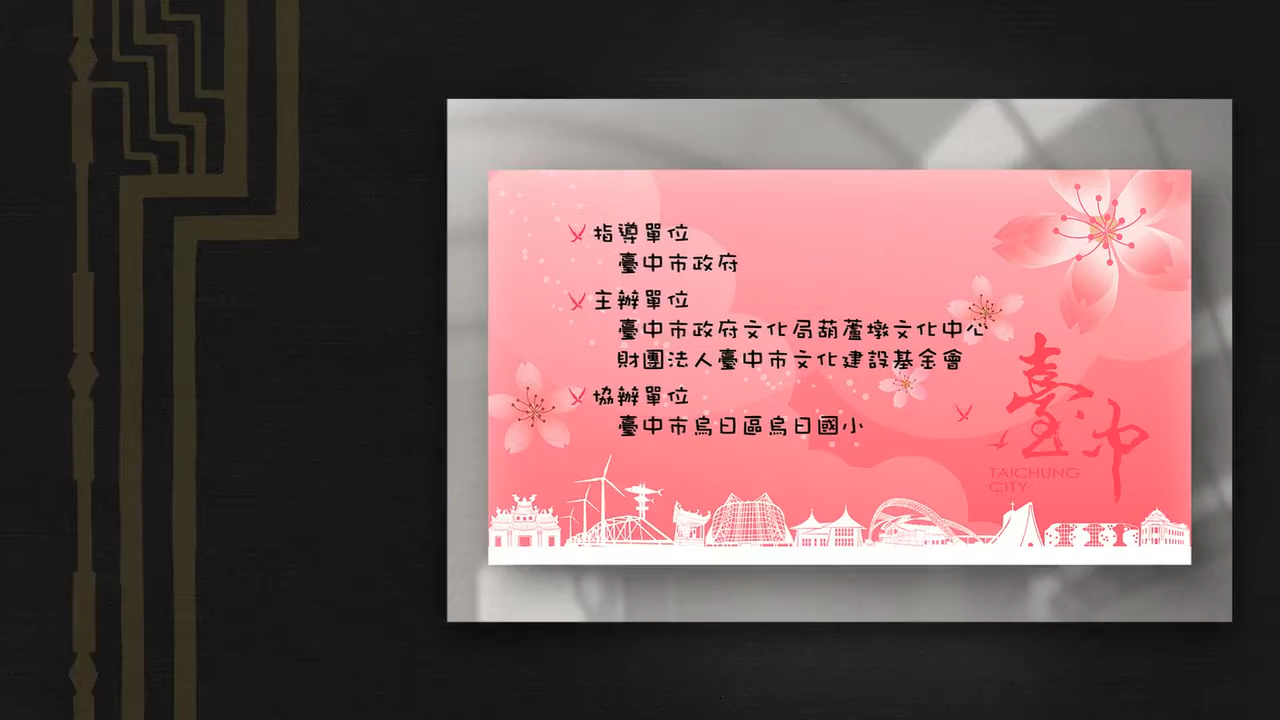 指導單位
臺中市政府
主辦單位
臺中市政府文化局葫蘆墩文化中心
財團法人臺中市文化建設基金會
協辦單位
臺中市烏日區烏日國小
臺中
TAICHUNG
CITY